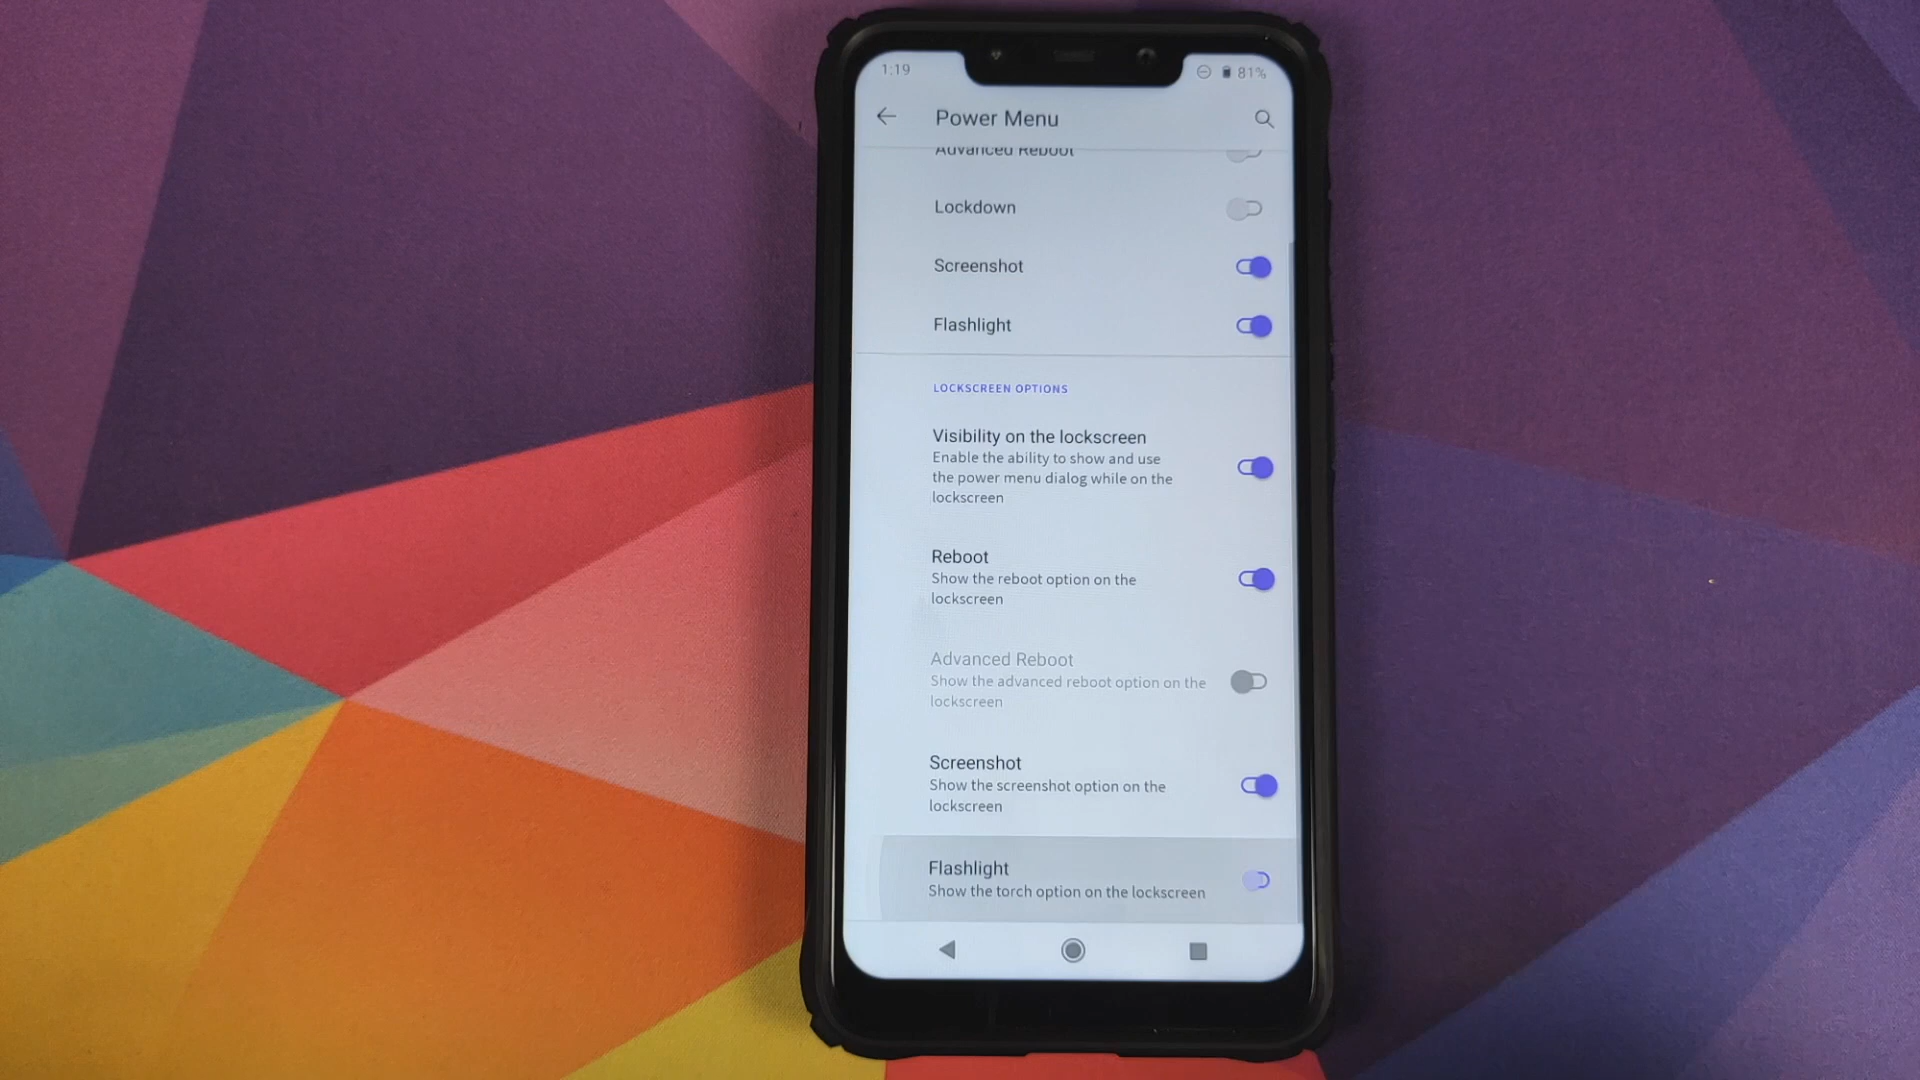 1:19
81%
Power Menu
Advanced Reboot
Lockdown
Screenshot
Flashlight
LOCKSCREEN OPTIONS
Visibility on the lockscreen
Enable the ability to show and use
the power menu dialog while on the
lockscreen
Reboot
Show the reboot option on the
lockscreen
Advanced Reboot
Show the advanced reboot option on the
lockscreen
Screenshot
Show the screenshot option on the
lockscreen
Flashlight
Show the torch option on the lockscreen